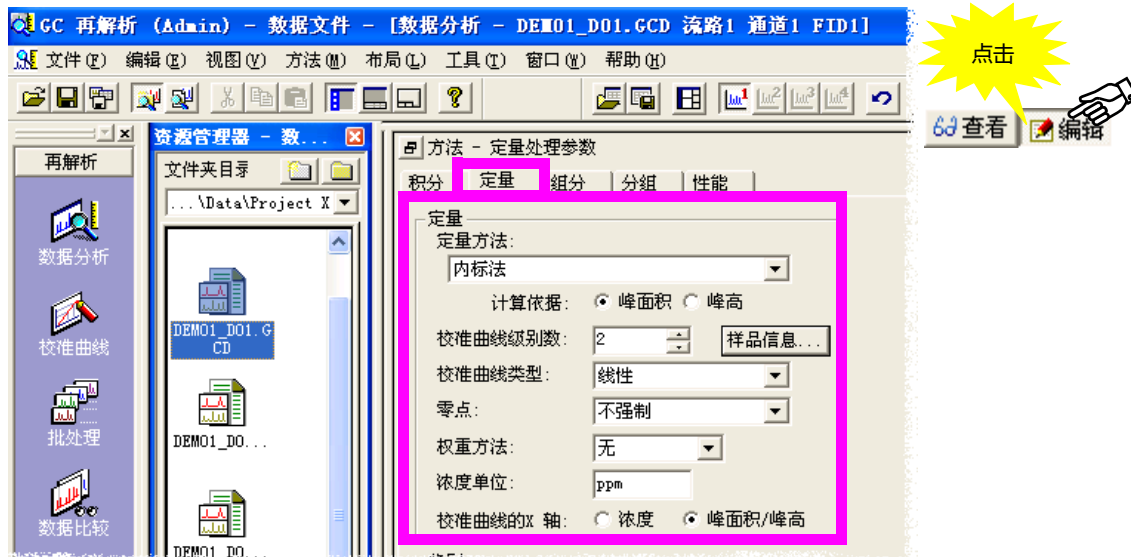 GC 再解析 (Admin) - 数据文件 - [数据分析 - DEMO1_D01.GCD 流路1 通道1 FID1]
文件(F) 编辑(E) 视图(V) 方法(M) 布局(L) 工具(T) 窗口(W) 帮助(H)
点击
查看 编辑
再解析
数据分析
校准曲线
批处理
数据比较
资源管理器 - 数...
文件夹目录
...\Data\Project X
DEMO1_D01.G
CD
DEMO1_D0...
DEMO1_D0...
方法 - 定量处理参数
积分 定量 组分 分组 性能
定量
定量方法:
内标法
计算依据: 峰面积 峰高
校准曲线级别数: 2 样品信息...
校准曲线类型: 线性
零点: 不强制
权重方法: 无
浓度单位: ppm
校准曲线的X 轴: 浓度 峰面积/峰高